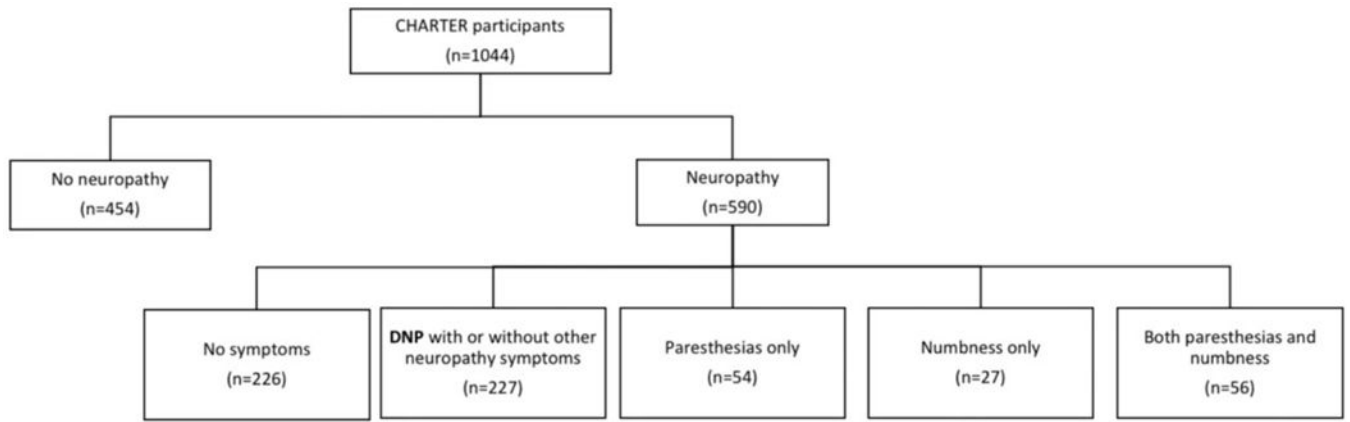 CHARTER participants
(n=1044)
No neuropathy
(n=454)
Neuropathy
(n=590)
No symptoms
(n=226)
DNP with or without other
neuropathy symptoms
(n=227)
Paresthesias only
(n=54)
Numbness only
(n=27)
Both paresthesias and
numbness
(n=56)